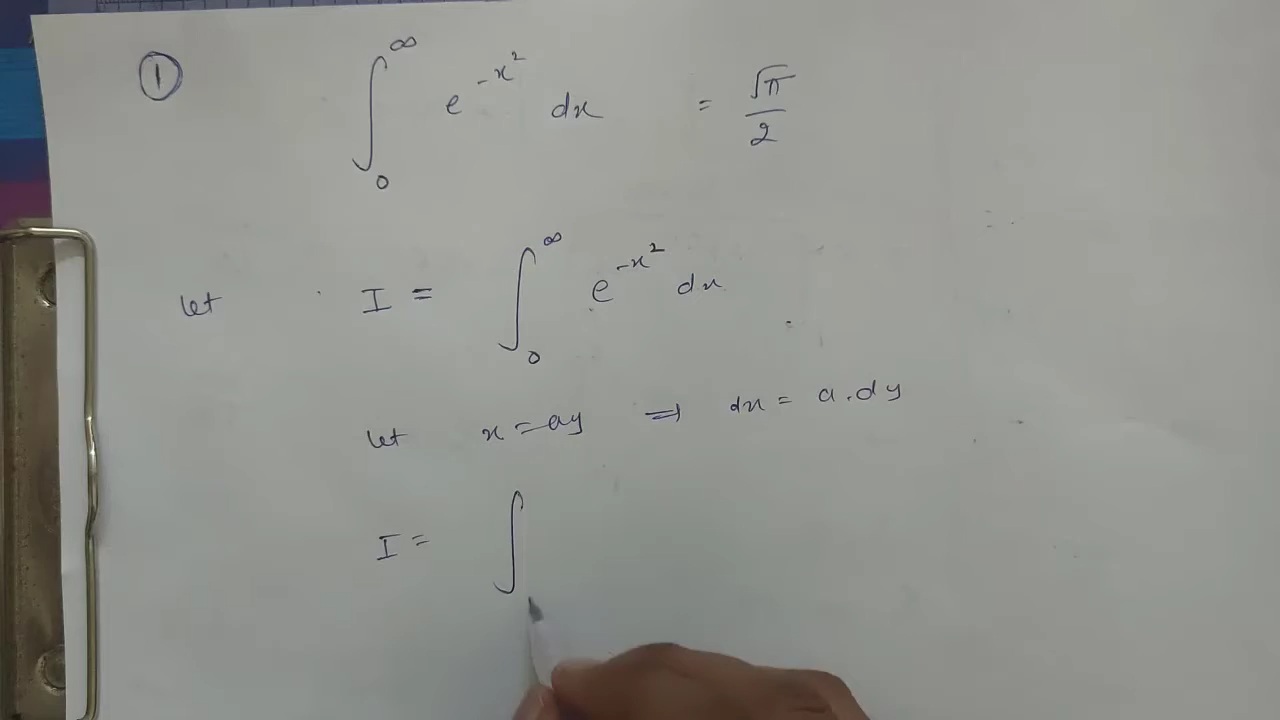 ① ∫₀^∞ e^{-x²} dx = √π/2
let I = ∫₀^∞ e^{-x²} dx
let x = ay ⇒ dx = a.dy
I = ∫